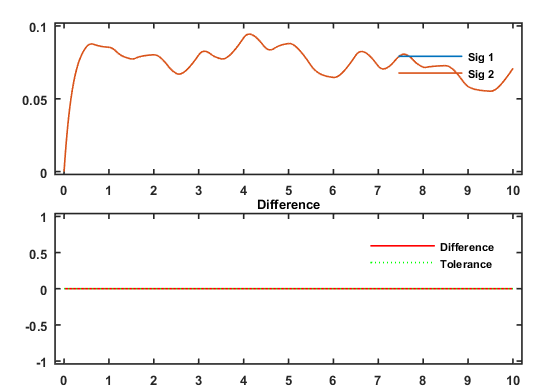 0.1
Sig 1
Sig 2
0.05
0
0 1 2 3 4 5 6 7 8 9 10
Difference
1
Difference
0.5
Tolerance
0
-0.5
-1
0 1 2 3 4 5 6 7 8 9 10